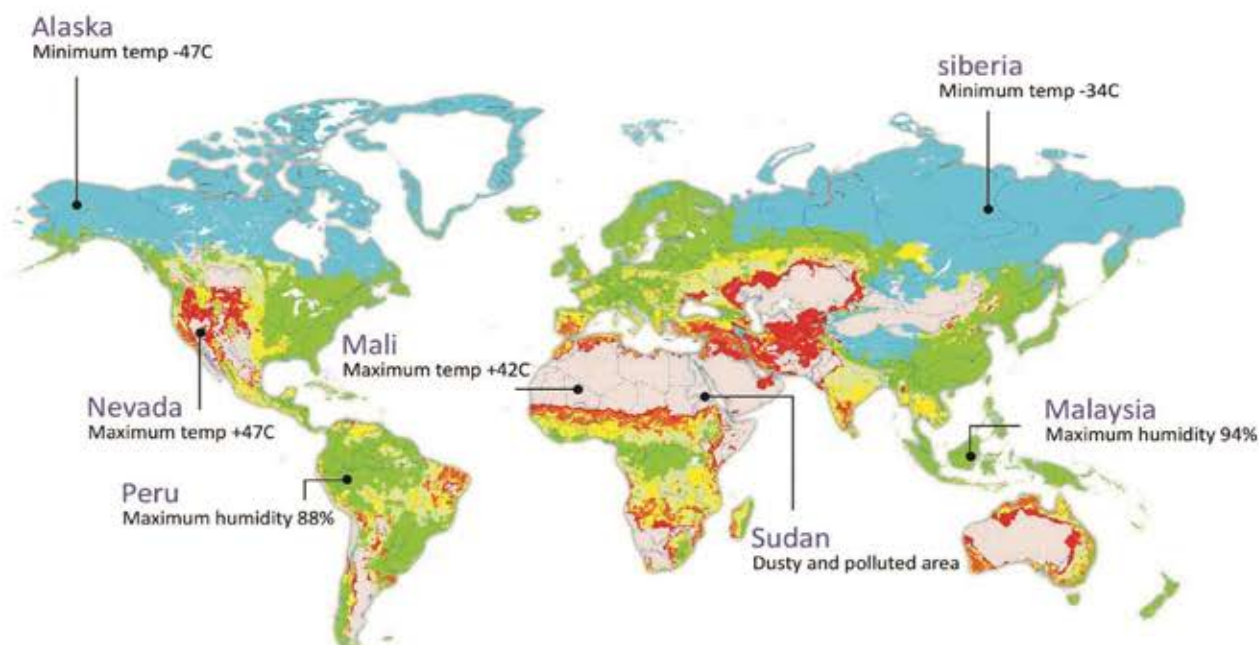 Alaska
Minimum temp -47C
siberia
Minimum temp -34C
Mali
Maximum temp +42C
Nevada
Maximum temp +47C
Malaysia
Maximum humidity 94%
Peru
Maximum humidity 88%
Sudan
Dusty and polluted area